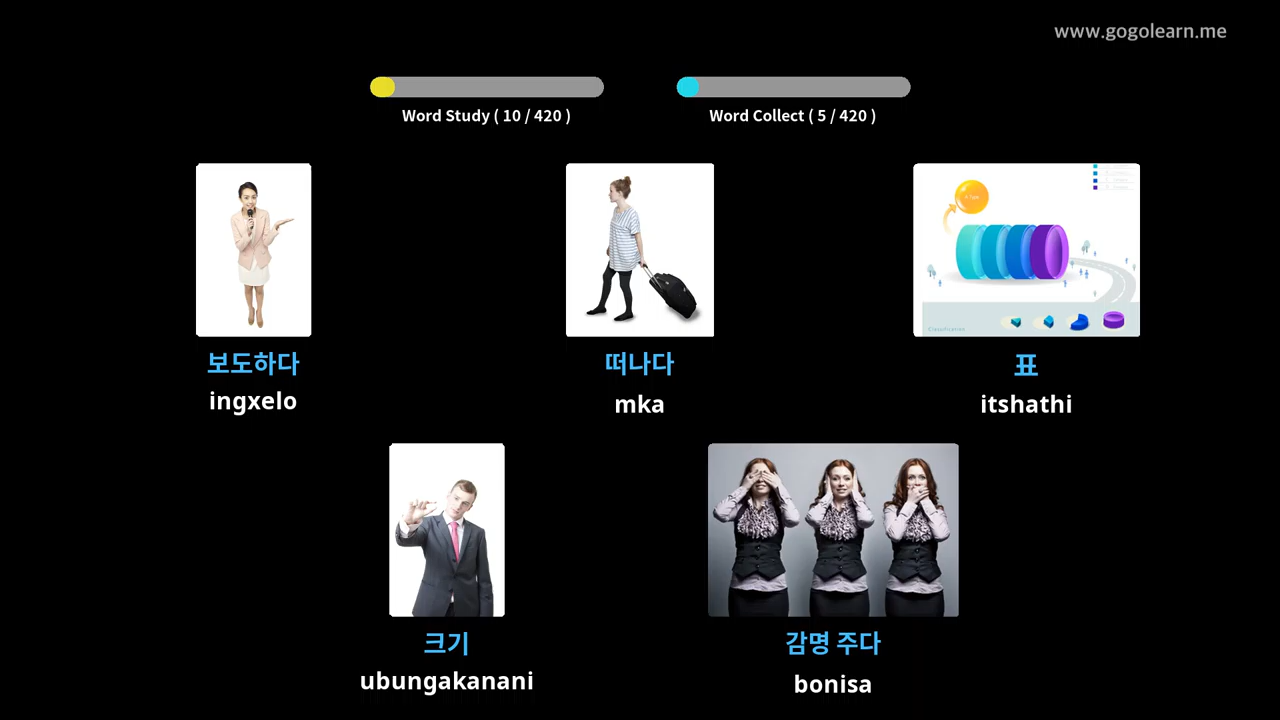 www.gogolearn.me
Word Study ( 10 / 420 )
Word Collect ( 5 / 420 )
보도하다
ingxelo
떠나다
mka
Classification
표
itshathi
크기
ubungakanani
감명 주다
bonisa